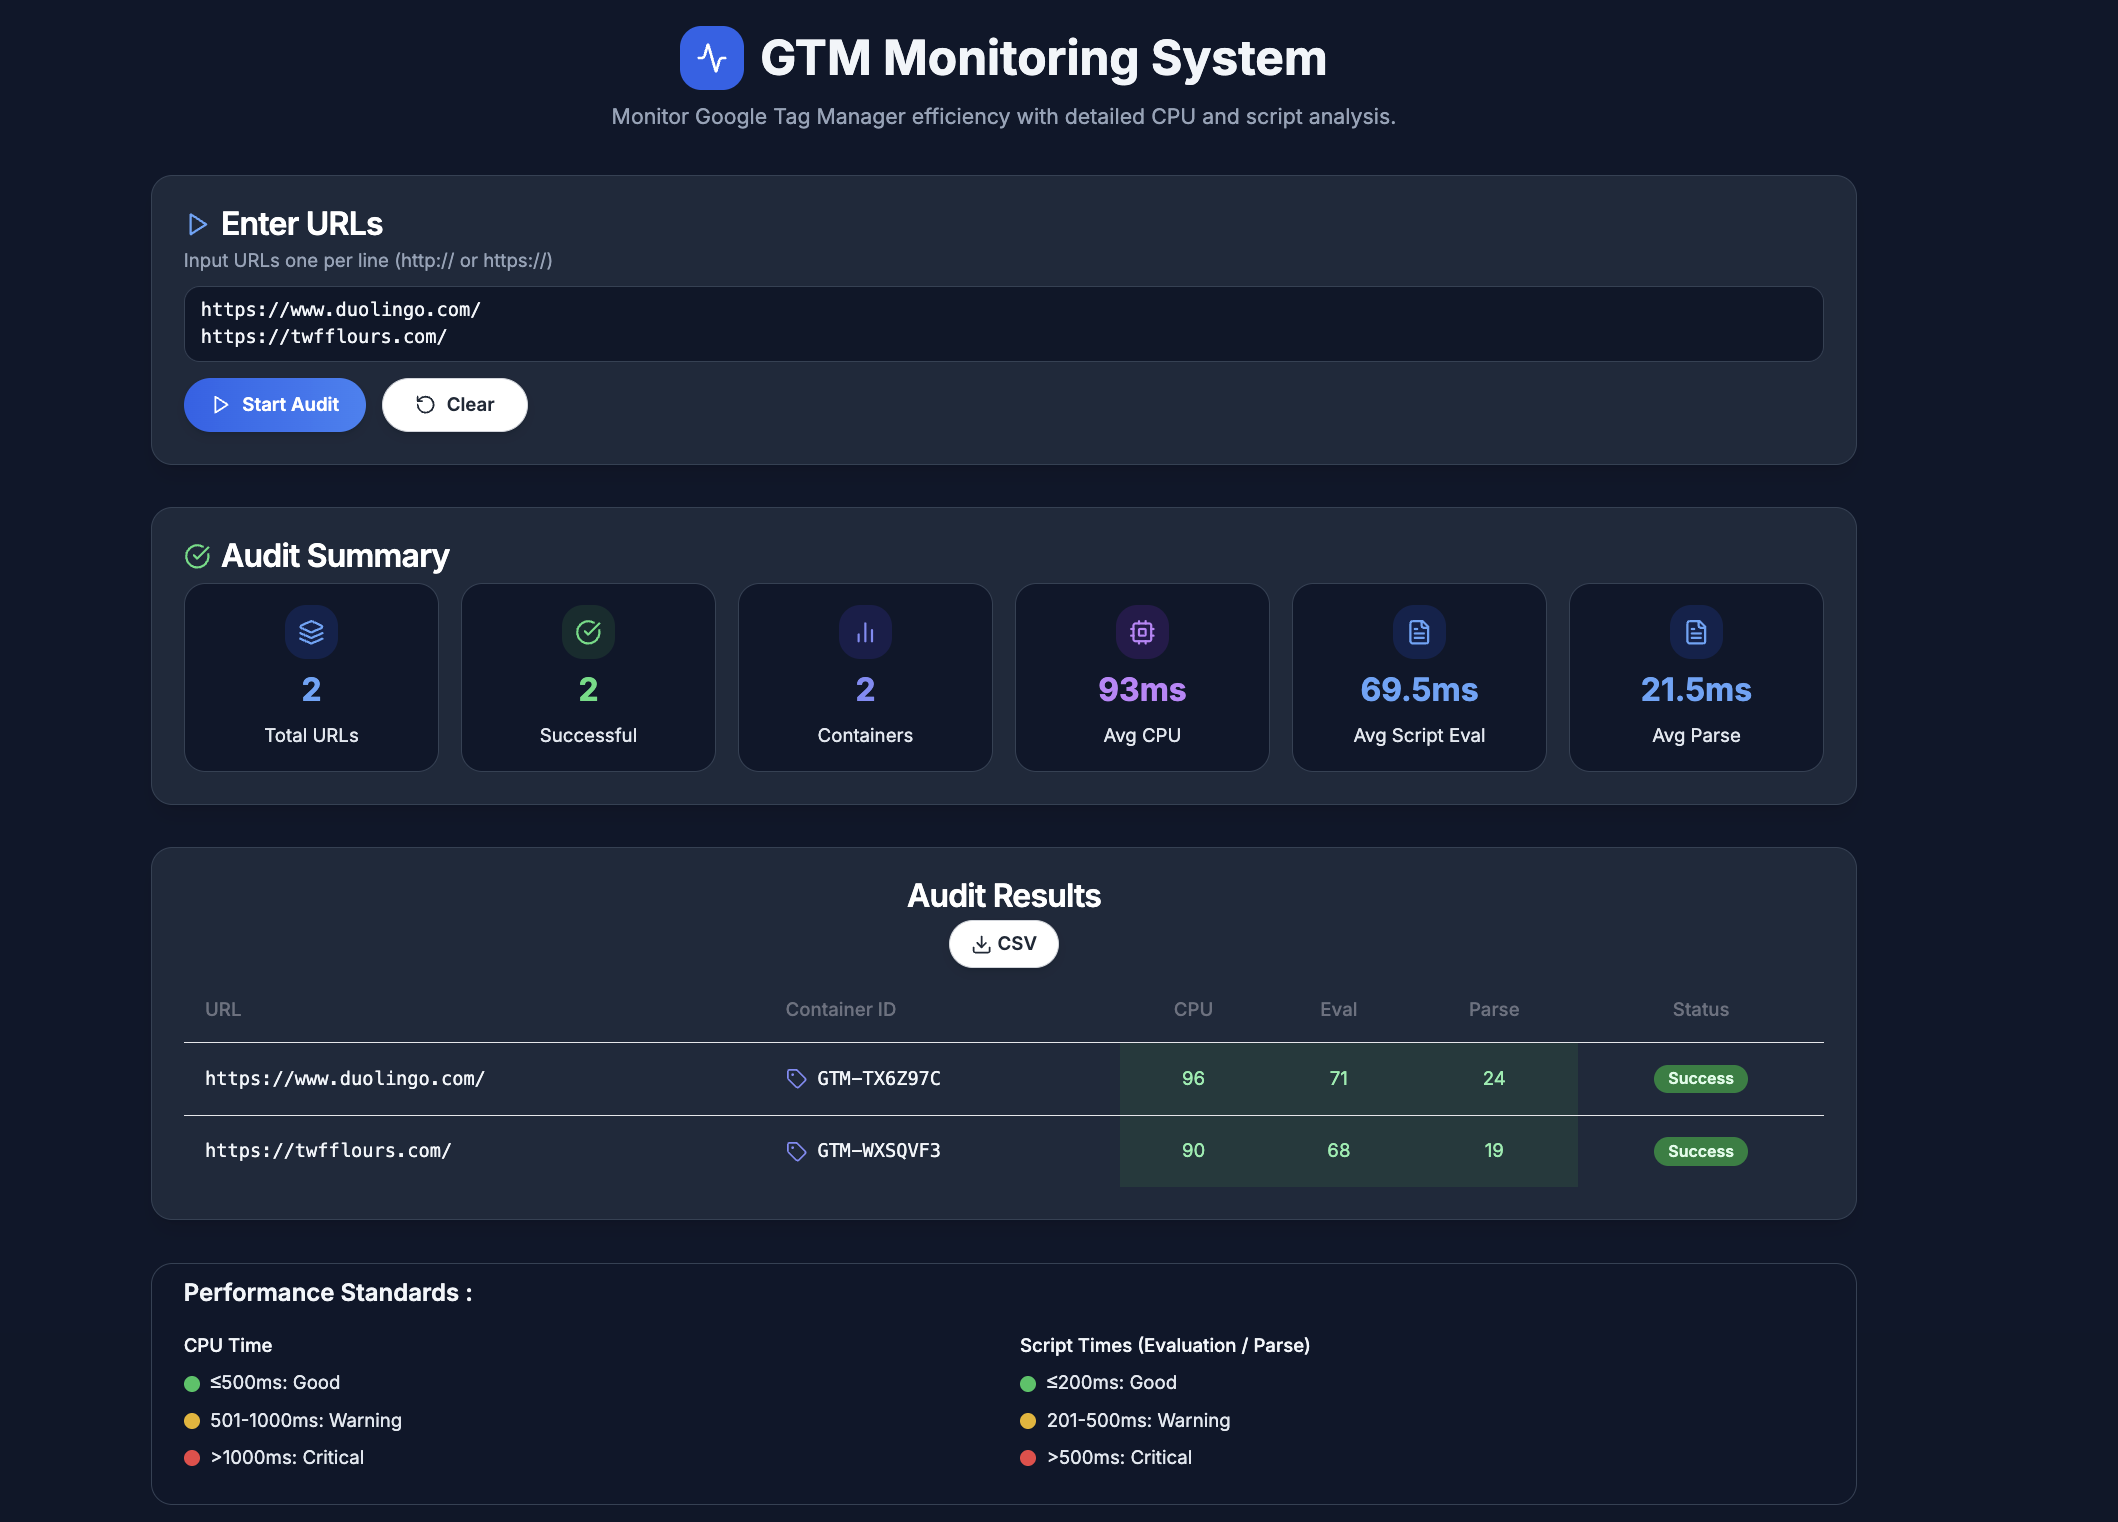 GTM Monitoring System
Monitor Google Tag Manager efficiency with detailed CPU and script analysis.
Enter URLs
Input URLs one per line (http:// or https://)
https://www.duolingo.com/
https://twfflours.com/
Start Audit
Clear
Audit Summary
2
Total URLs
2
Successful
2
Containers
93ms
Avg CPU
69.5ms
Avg Script Eval
21.5ms
Avg Parse
Audit Results
CSV
URL Container ID CPU Eval Parse Status
https://www.duolingo.com/ GTM-TX6Z97C 96 71 24 Success
https://twfflours.com/ GTM-WXSQVF3 90 68 19 Success
Performance Standards :
CPU Time
≤500ms: Good
501-1000ms: Warning
>1000ms: Critical
Script Times (Evaluation / Parse)
≤200ms: Good
201-500ms: Warning
>500ms: Critical